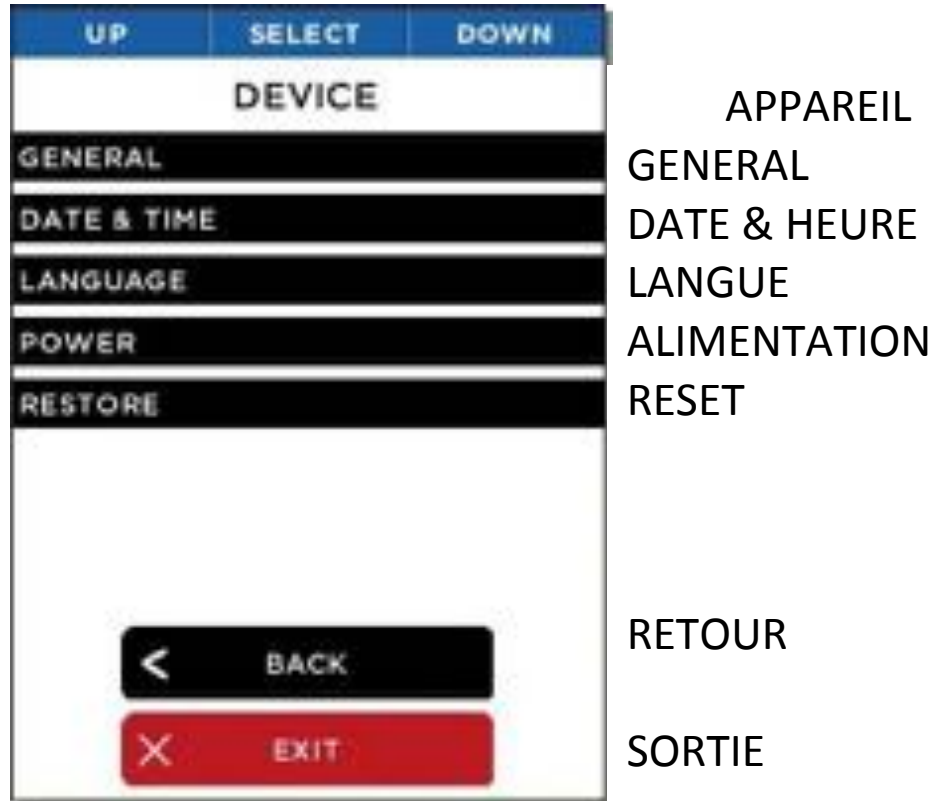 UP SELECT DOWN
DEVICE APPAREIL
GENERAL GENERAL
DATE & TIME DATE & HEURE
LANGUAGE LANGUE
POWER ALIMENTATION
RESTORE RESET
< BACK RETOUR
X EXIT SORTIE